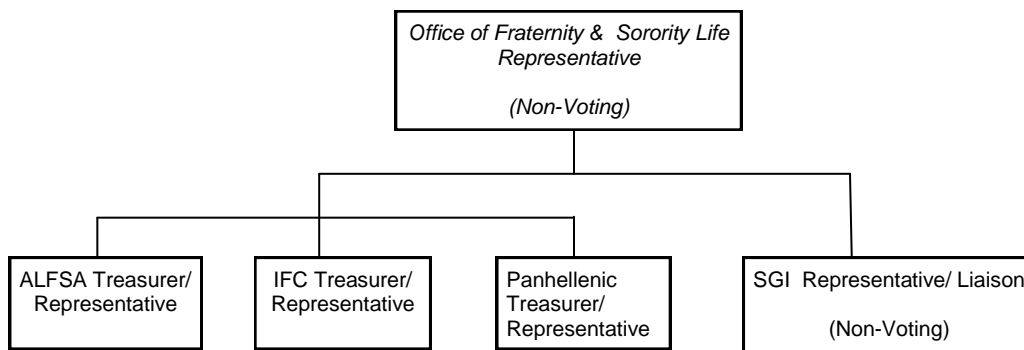 Office of Fraternity & Sorority Life
Representative
(Non-Voting)
ALFSA Treasurer/
Representative
IFC Treasurer/
Representative
Panhellenic
Treasurer/
Representative
SGI Representative/ Liaison
(Non-Voting)